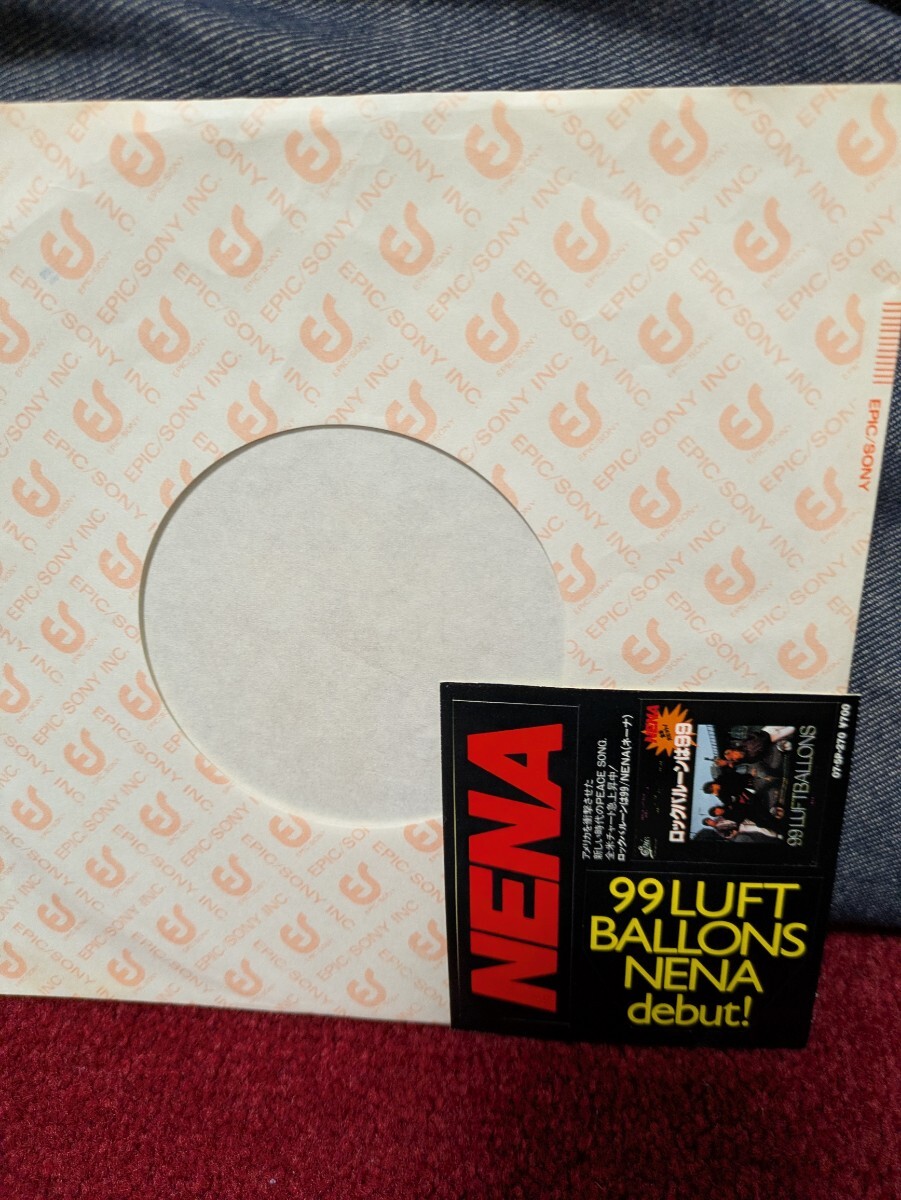 EPIC/SONY INC.
EPIC/SONY
NENA
アメリカを衝撃させた
新しい時代のPEACE SONG.
全米チャート急上昇中!
ロックバルーンは99/NENA(ネーナ)
NENA
ロックバルーンは99
99 LUFTBALLONS
07·5P-270 ¥700
99 LUFT
BALLONS
NENA
debut!